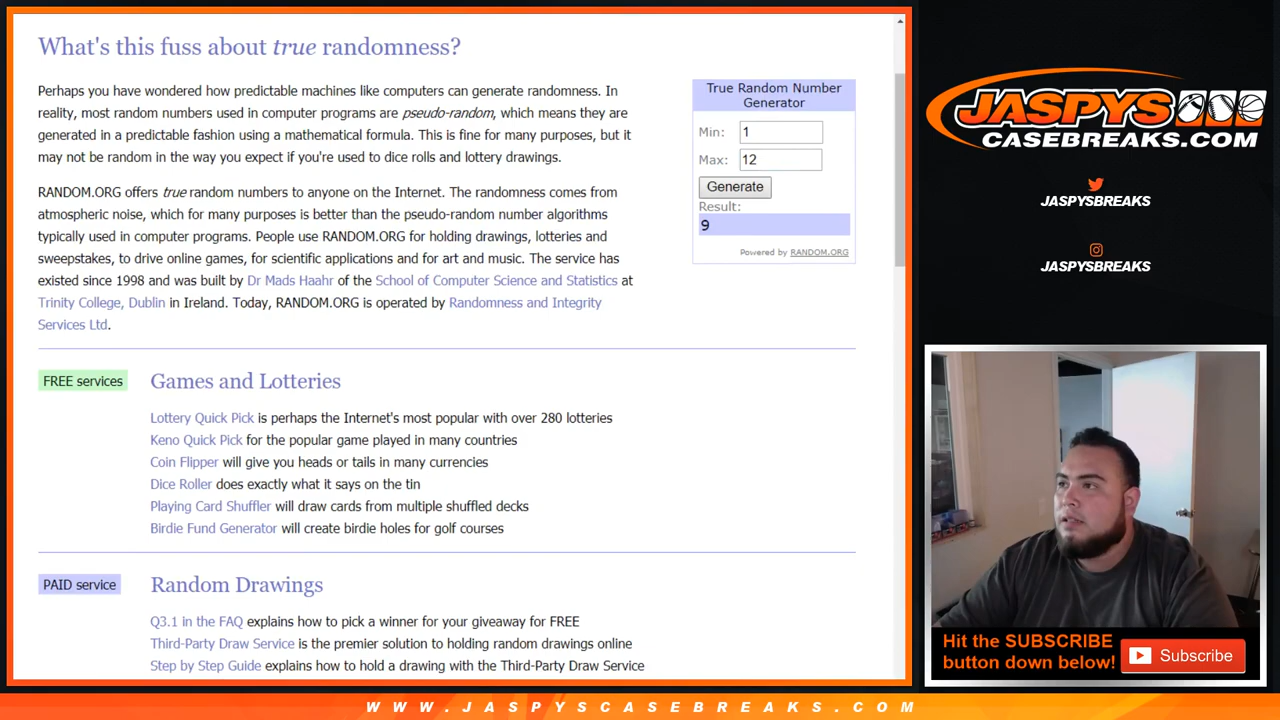 What's this fuss about true randomness?
Perhaps you have wondered how predictable machines like computers can generate randomness. In
reality, most random numbers used in computer programs are pseudo-random, which means they are
generated in a predictable fashion using a mathematical formula. This is fine for many purposes, but it
may not be random in the way you expect if you're used to dice rolls and lottery drawings.
RANDOM.ORG offers true random numbers to anyone on the Internet. The randomness comes from
atmospheric noise, which for many purposes is better than the pseudo-random number algorithms
typically used in computer programs. People use RANDOM.ORG for holding drawings, lotteries and
sweepstakes, to drive online games, for scientific applications and for art and music. The service has
existed since 1998 and was built by Dr Mads Haahr of the School of Computer Science and Statistics at
Trinity College, Dublin in Ireland. Today, RANDOM.ORG is operated by Randomness and Integrity
Services Ltd.
True Random Number
Generator
Min: 1
Max: 12
Generate
Result:
9
Powered by RANDOM.ORG
FREE services
Games and Lotteries
Lottery Quick Pick is perhaps the Internet's most popular with over 280 lotteries
Keno Quick Pick for the popular game played in many countries
Coin Flipper will give you heads or tails in many currencies
Dice Roller does exactly what it says on the tin
Playing Card Shuffler will draw cards from multiple shuffled decks
Birdie Fund Generator will create birdie holes for golf courses
PAID service
Random Drawings
Q3.1 in the FAQ explains how to pick a winner for your giveaway for FREE
Third-Party Draw Service is the premier solution to holding random drawings online
Step by Step Guide explains how to hold a drawing with the Third-Party Draw Service
JASPYS
CASEBREAKS.COM
JASPYSBREAKS
JASPYSBREAKS
Hit the SUBSCRIBE
button down below!
Subscribe
WWW.JASPYSCASEBREAKS.COM